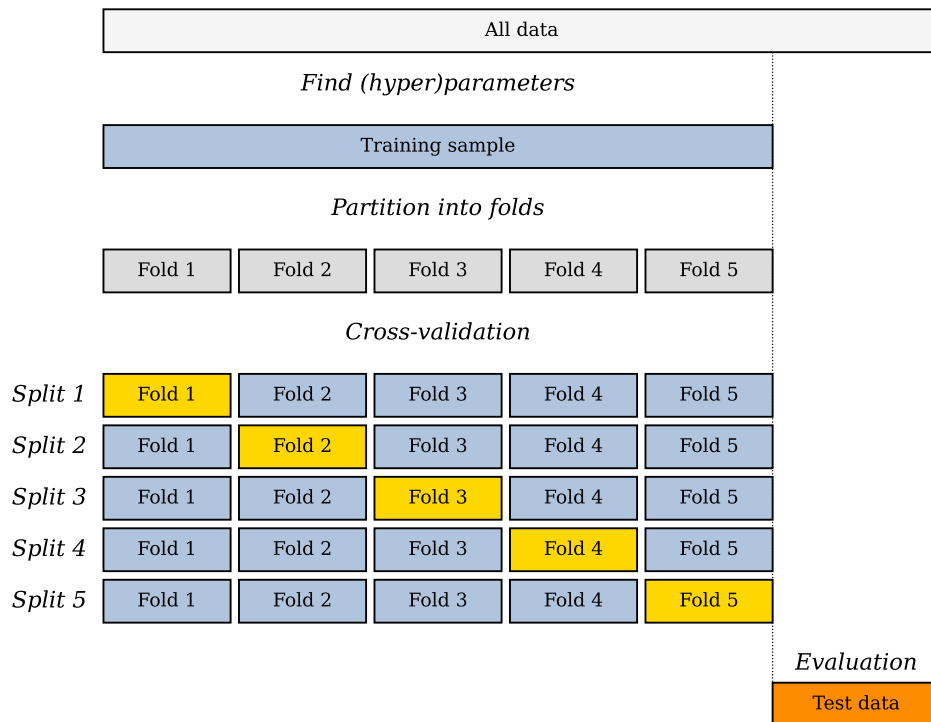 All data
Find (hyper)parameters
Training sample
Partition into folds
Fold 1 Fold 2 Fold 3 Fold 4 Fold 5
Cross-validation
Split 1 Fold 1 Fold 2 Fold 3 Fold 4 Fold 5
Split 2 Fold 1 Fold 2 Fold 3 Fold 4 Fold 5
Split 3 Fold 1 Fold 2 Fold 3 Fold 4 Fold 5
Split 4 Fold 1 Fold 2 Fold 3 Fold 4 Fold 5
Split 5 Fold 1 Fold 2 Fold 3 Fold 4 Fold 5
Evaluation
Test data